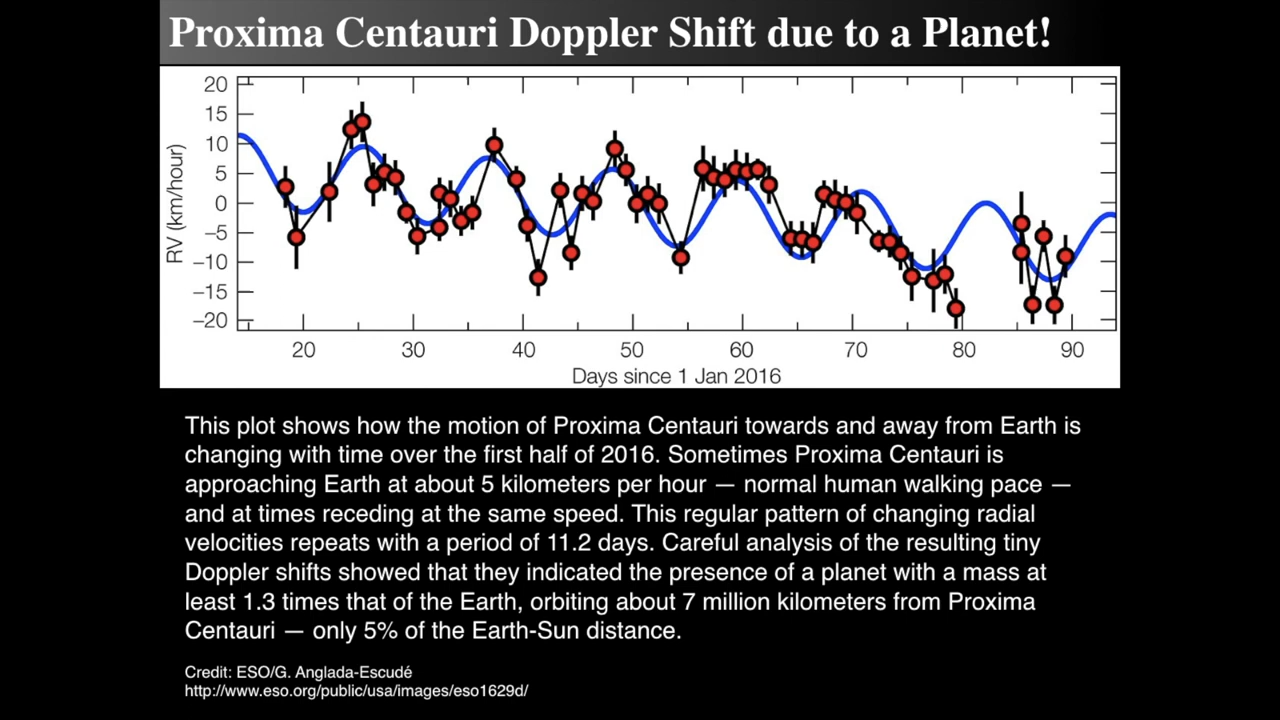 Proxima Centauri Doppler Shift due to a Planet!
20
15
10
5
0
−5
−10
−15
−20
RV (km/hour)
20 30 40 50 60 70 80 90
Days since 1 Jan 2016
This plot shows how the motion of Proxima Centauri towards and away from Earth is
changing with time over the first half of 2016. Sometimes Proxima Centauri is
approaching Earth at about 5 kilometers per hour — normal human walking pace —
and at times receding at the same speed. This regular pattern of changing radial
velocities repeats with a period of 11.2 days. Careful analysis of the resulting tiny
Doppler shifts showed that they indicated the presence of a planet with a mass at
least 1.3 times that of the Earth, orbiting about 7 million kilometers from Proxima
Centauri — only 5% of the Earth-Sun distance.
Credit: ESO/G. Anglada-Escudé
http://www.eso.org/public/usa/images/eso1629d/